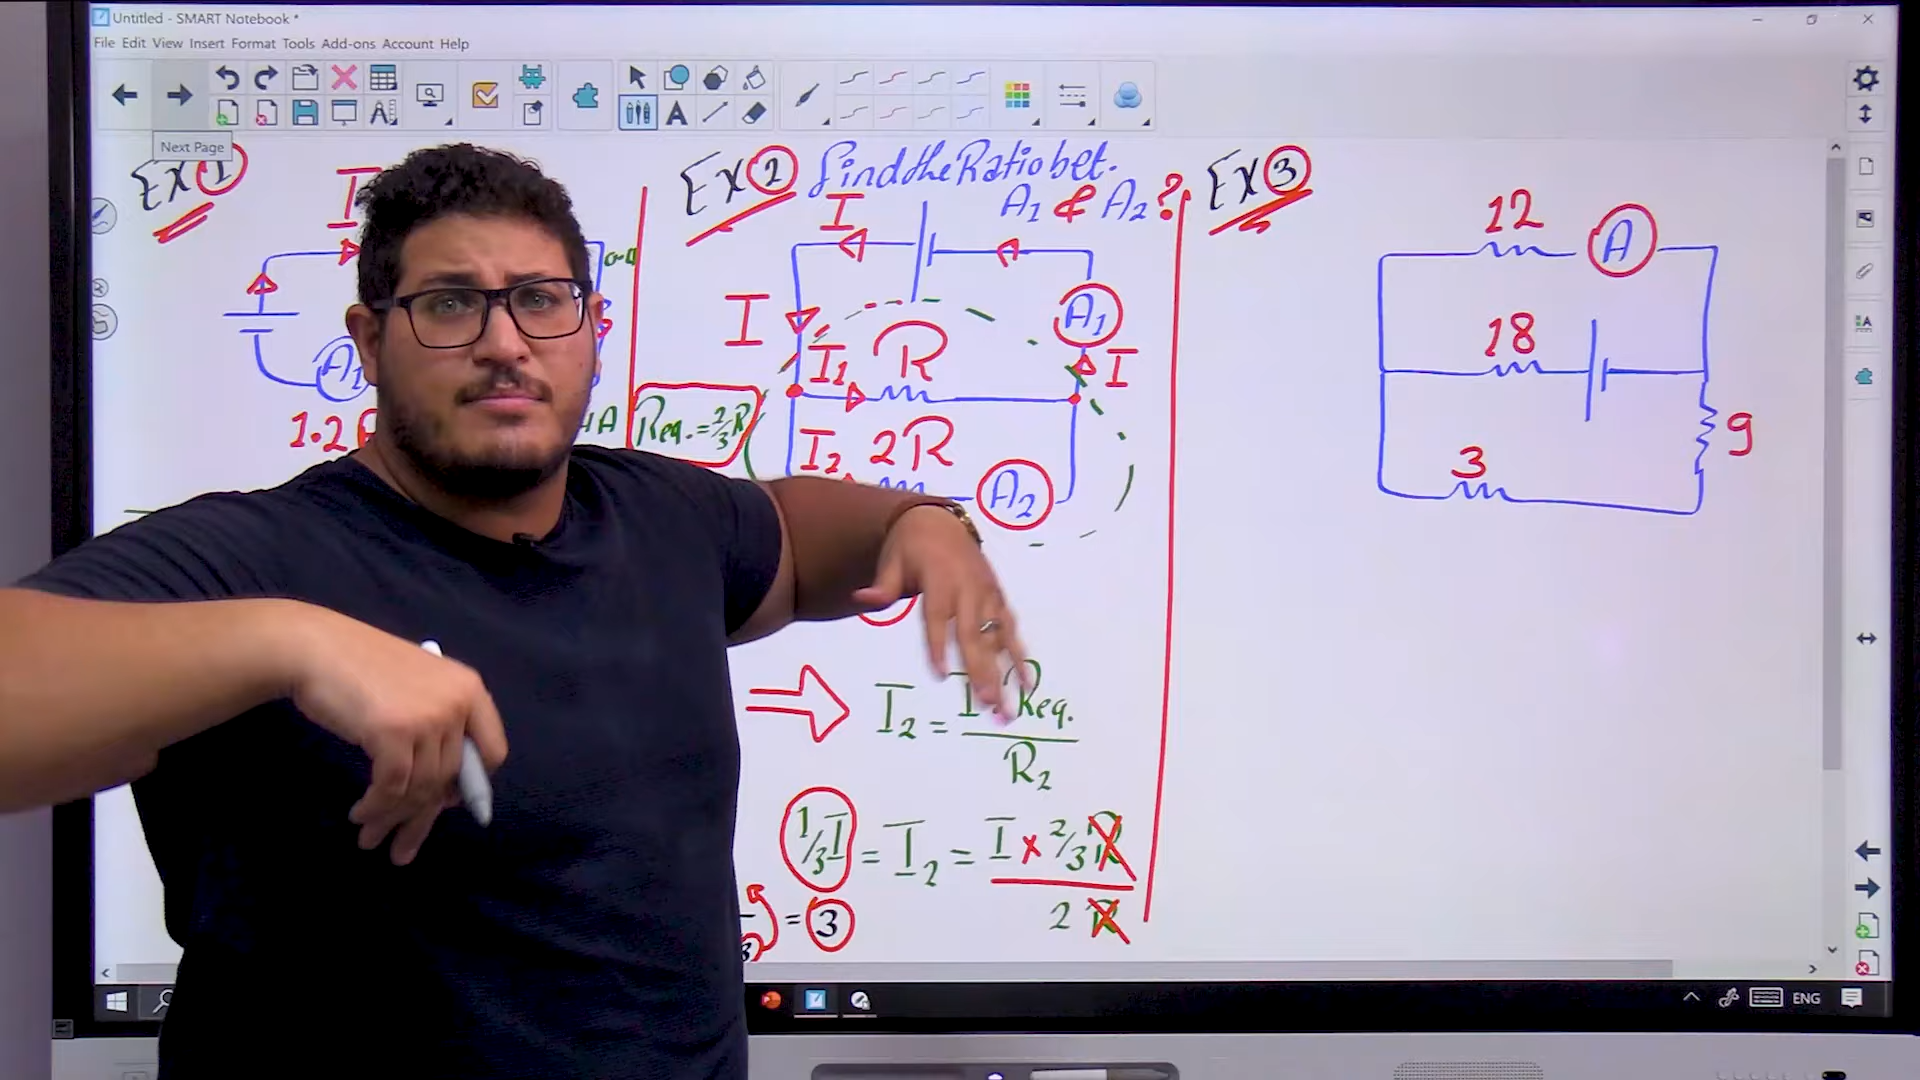 Untitled - SMART Notebook *
File Edit View Insert Format Tools Add-ons Account Help
Next Page
Ex 1
I
A1
1.2
4A
Ex 2 find the Ratio bet.
A1 & A2 ?
I
I
A1
I1 R
I
Req. = 2/3 R
I2 2R
A2
I2 = I · Req.
R2
1/3 I = I2 = I x 2/3 R
2 R
= 3
Ex 3
12
A
18
9
3
ENG